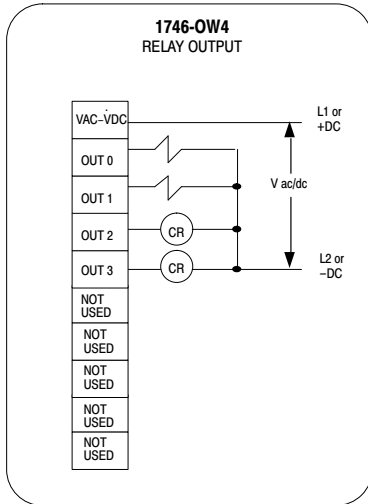 1746-OW4
RELAY OUTPUT
VAC-VDC
L1 or
+DC
OUT 0
OUT 1
V ac/dc
OUT 2
CR
OUT 3
CR
L2 or
-DC
NOT
USED
NOT
USED
NOT
USED
NOT
USED
NOT
USED